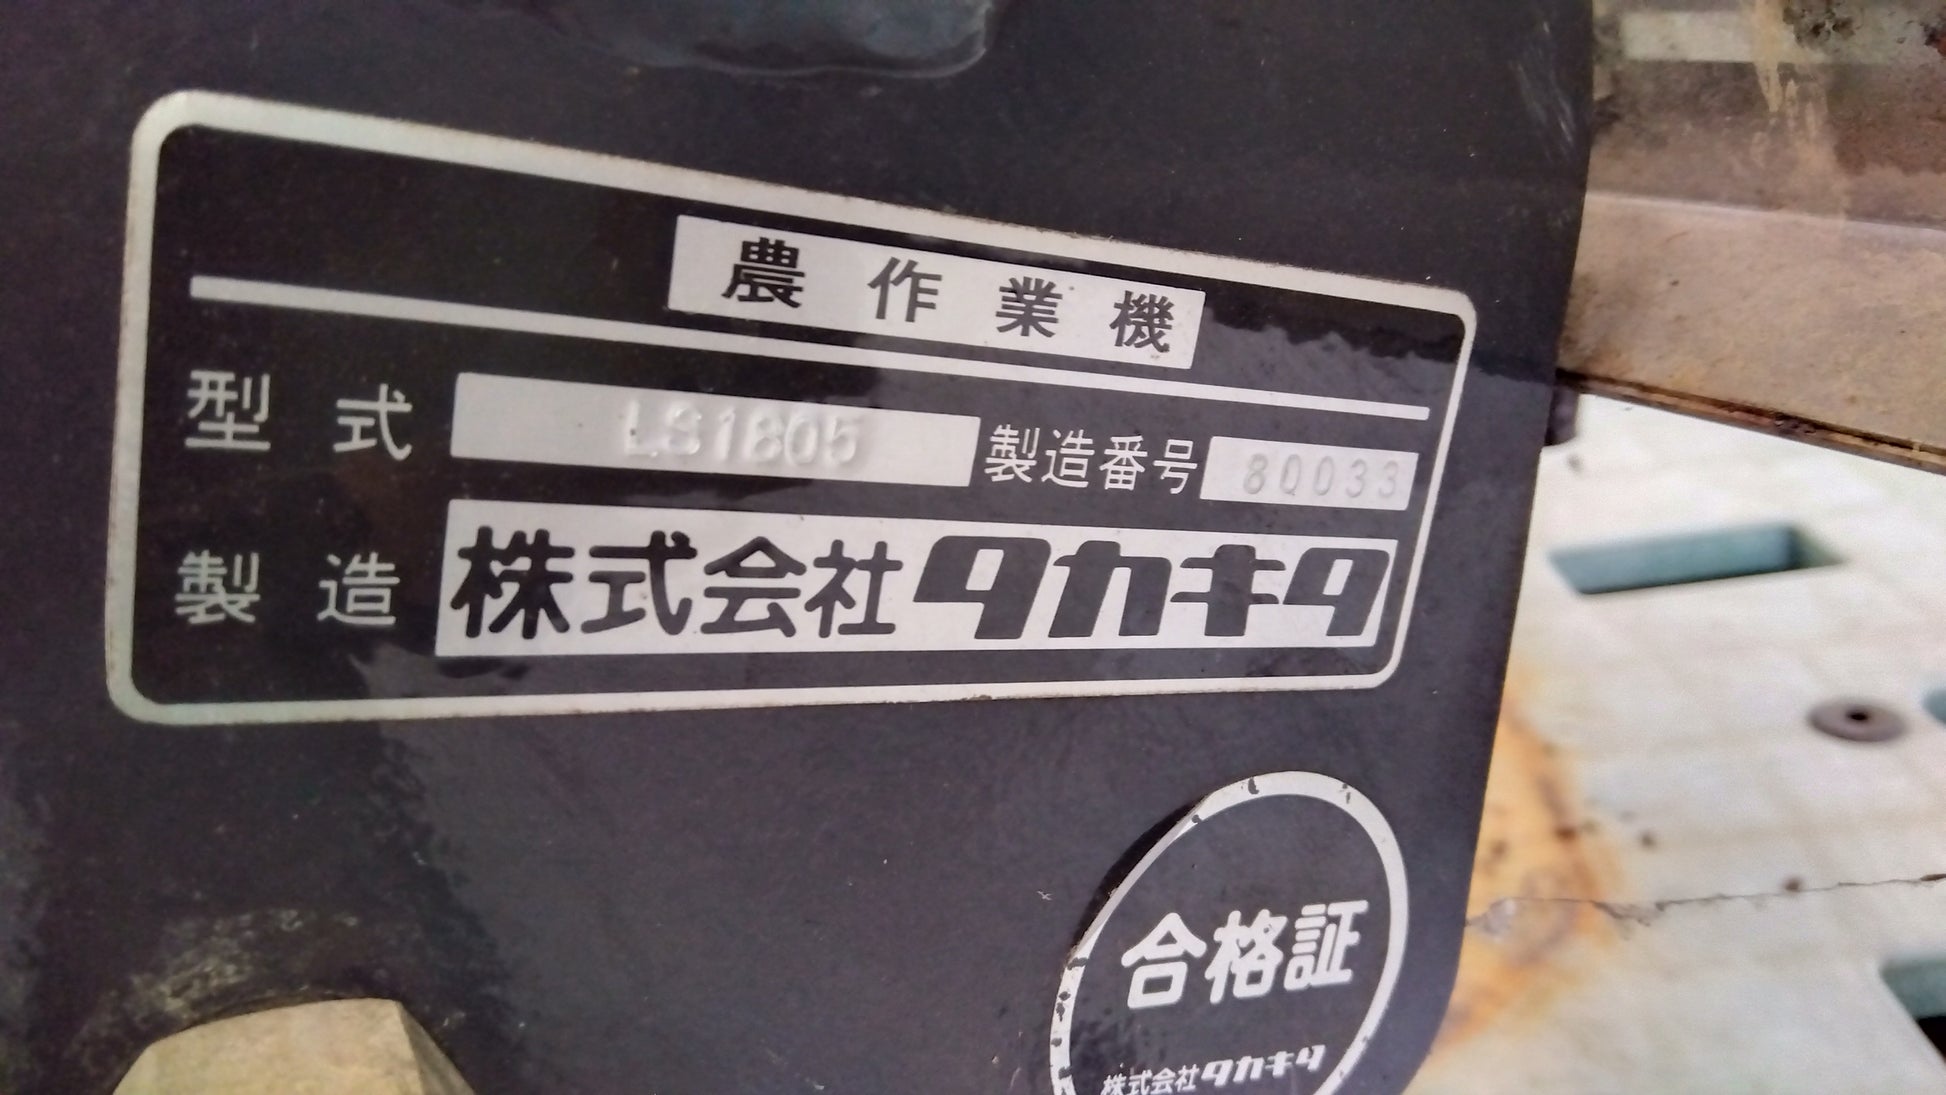 農作業機
型式 LS1805 製造番号 80033
製造 株式会社タカキタ
合格証
株式会社タカキタ